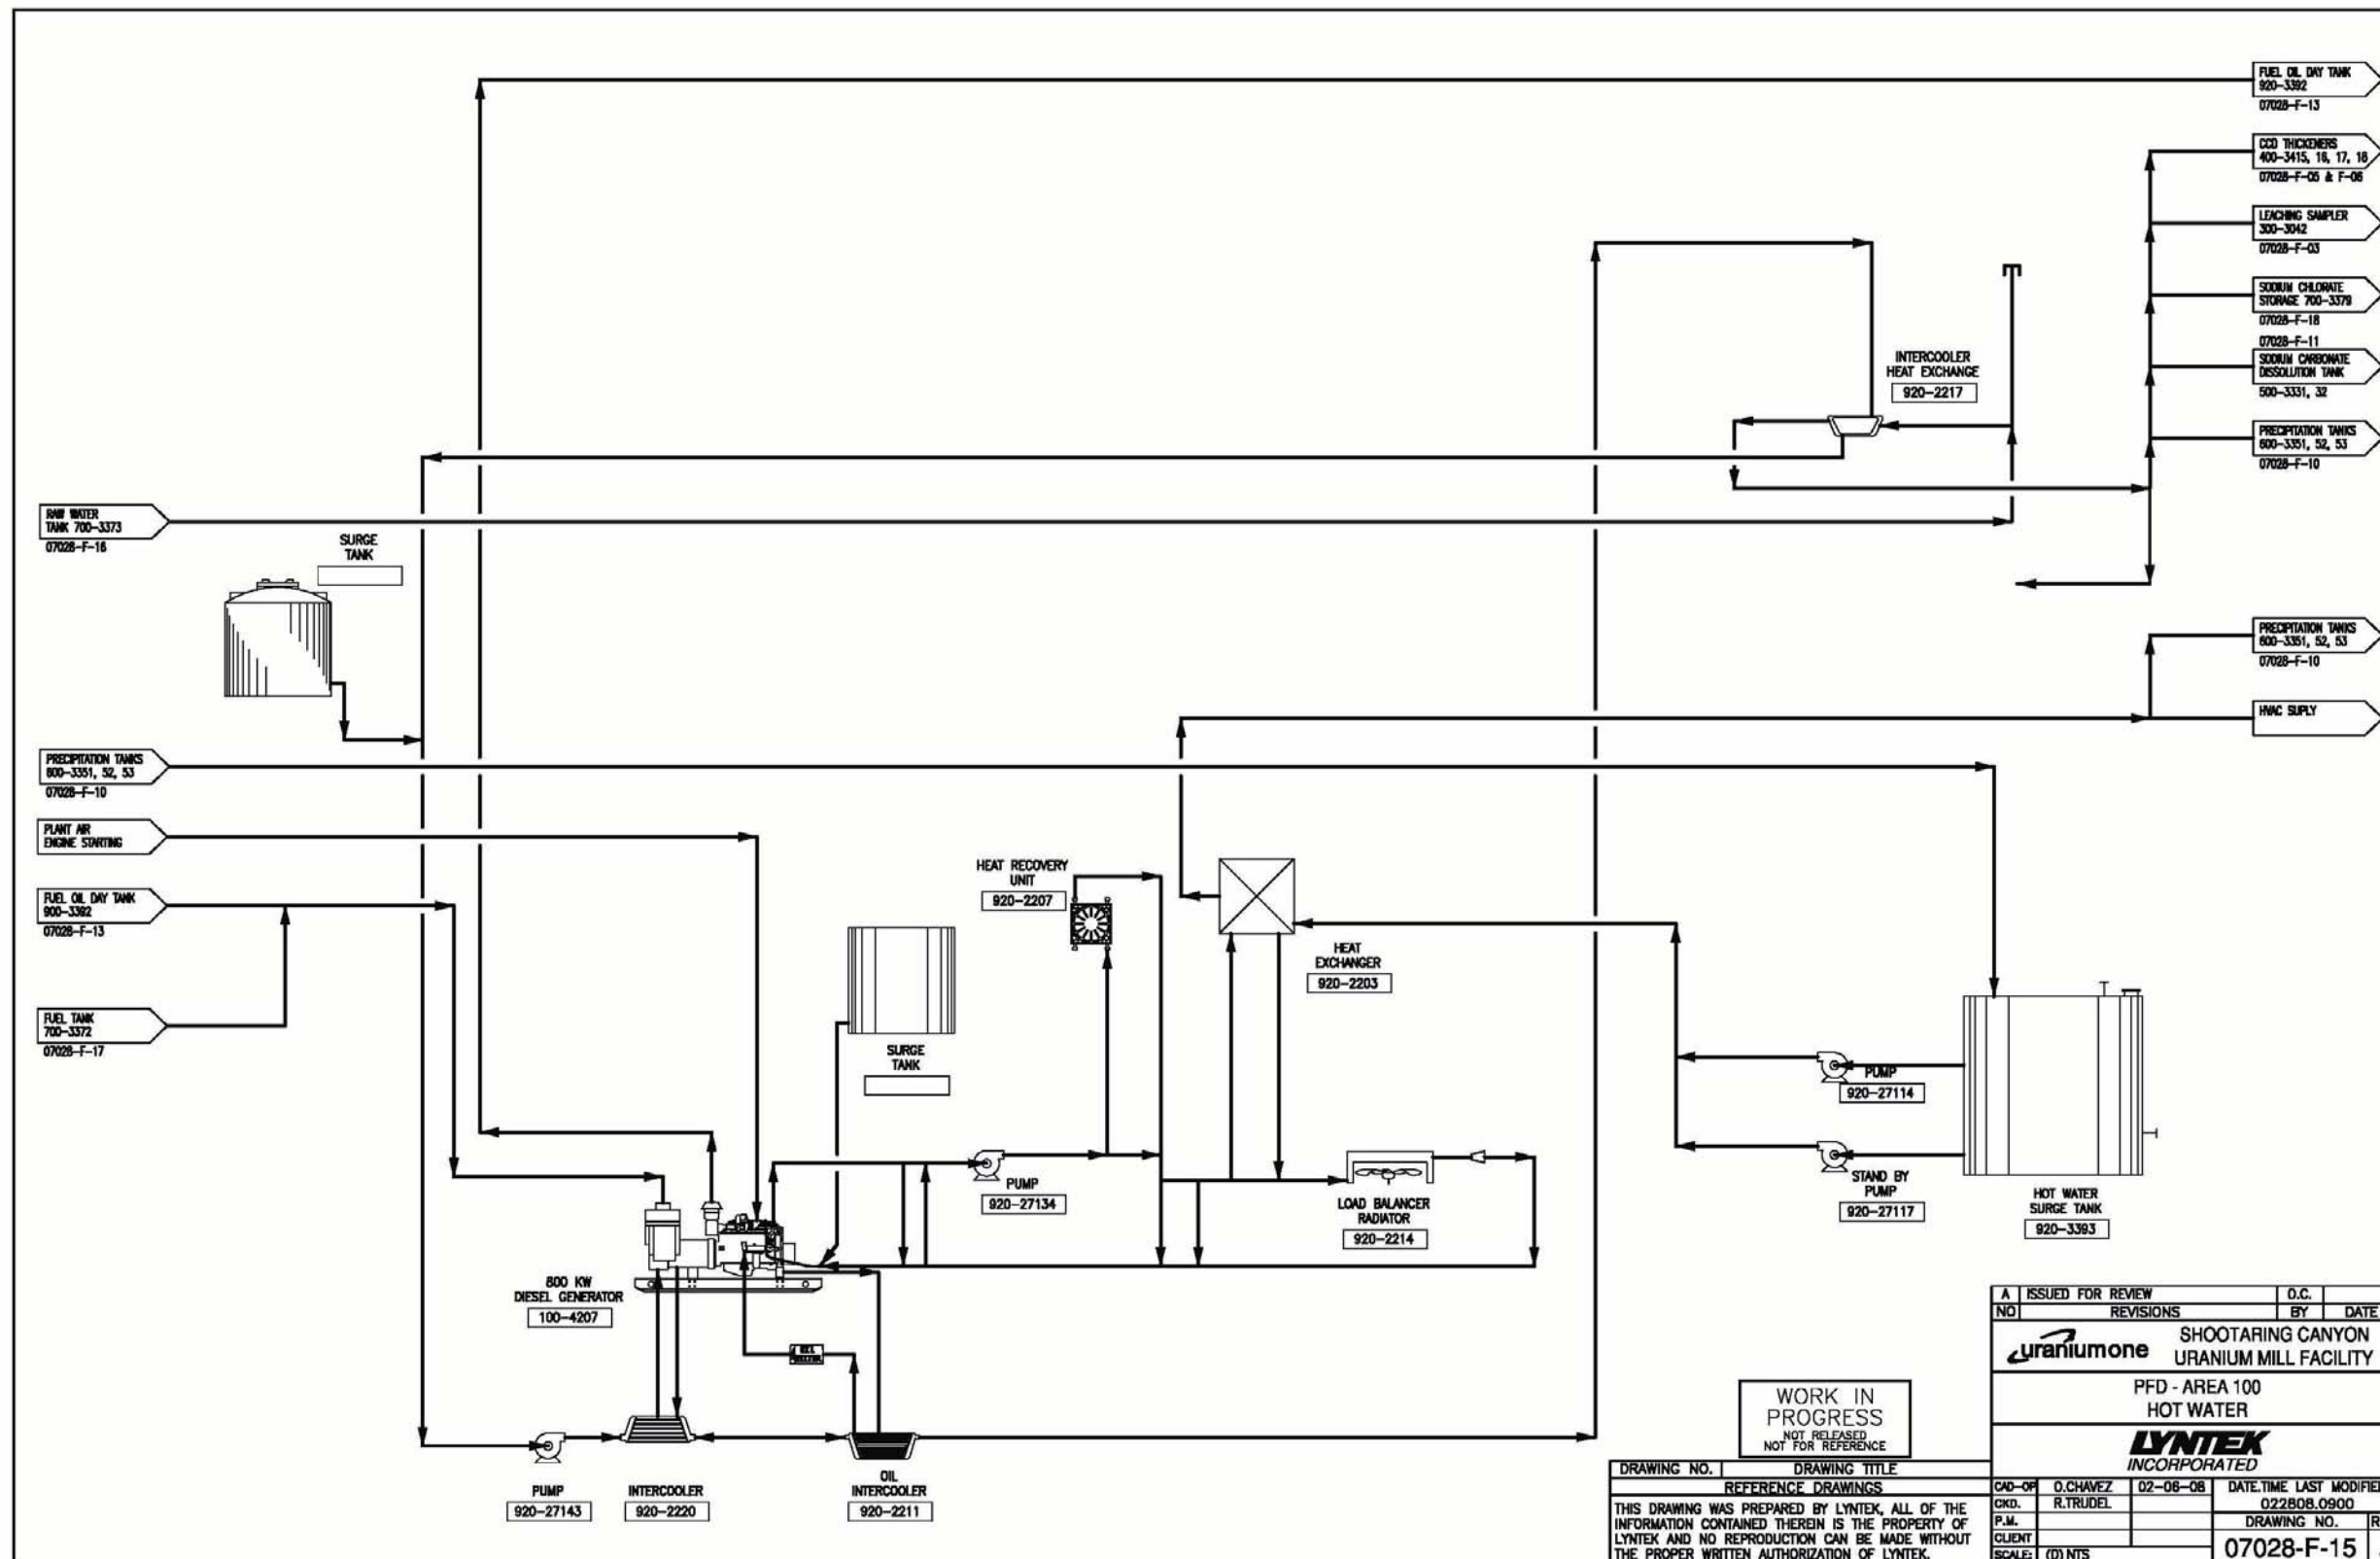 FUEL OIL DAY TANK
920-3392
07028-F-13
CCD THICKENERS
400-3415, 16, 17, 18
07028-F-05 & F-06
LEACHING SAMPLER
300-3042
07028-F-03
SODIUM CHLORATE
STORAGE 700-3379
07028-F-18
07028-F-11
SODIUM CARBONATE
DISSOLUTION TANK
500-3331, 32
PRECIPITATION TANKS
600-3351, 52, 53
07028-F-10
INTERCOOLER
HEAT EXCHANGE
920-2217
RAW WATER
TANK 700-3373
07028-F-16
SURGE
TANK
PRECIPITATION TANKS
600-3351, 52, 53
07028-F-10
HVAC SUPLY
PRECIPITATION TANKS
600-3351, 52, 53
07028-F-10
PLANT AIR
ENGINE STARTING
FUEL OIL DAY TANK
900-3392
07028-F-13
FUEL TANK
700-3372
07028-F-17
HEAT RECOVERY
UNIT
920-2207
HEAT
EXCHANGER
920-2203
SURGE
TANK
PUMP
920-27134
LOAD BALANCER
RADIATOR
920-2214
PUMP
920-27114
STAND BY
PUMP
920-27117
HOT WATER
SURGE TANK
920-3393
800 KW
DIESEL GENERATOR
100-4207
PUMP
920-27143
INTERCOOLER
920-2220
OIL
INTERCOOLER
920-2211
WORK IN
PROGRESS
NOT RELEASED
NOT FOR REFERENCE
DRAWING NO. DRAWING TITLE
REFERENCE DRAWINGS
THIS DRAWING WAS PREPARED BY LYNTEK, ALL OF THE
INFORMATION CONTAINED THEREIN IS THE PROPERTY OF
LYNTEK AND NO REPRODUCTION CAN BE MADE WITHOUT
THE PROPER WRITTEN AUTHORIZATION OF LYNTEK.
A ISSUED FOR REVIEW O.C.
NO REVISIONS BY DATE
uraniumone
SHOOTARING CANYON
URANIUM MILL FACILITY
PFD - AREA 100
HOT WATER
LYNTEK
INCORPORATED
CAD-OP O.CHAVEZ 02-06-08 DATE.TIME LAST MODIFIE
CKD. R.TRUDEL 022808.0900
P.M. DRAWING NO. R
CLIENT 07028-F-15
SCALE: (D) NTS